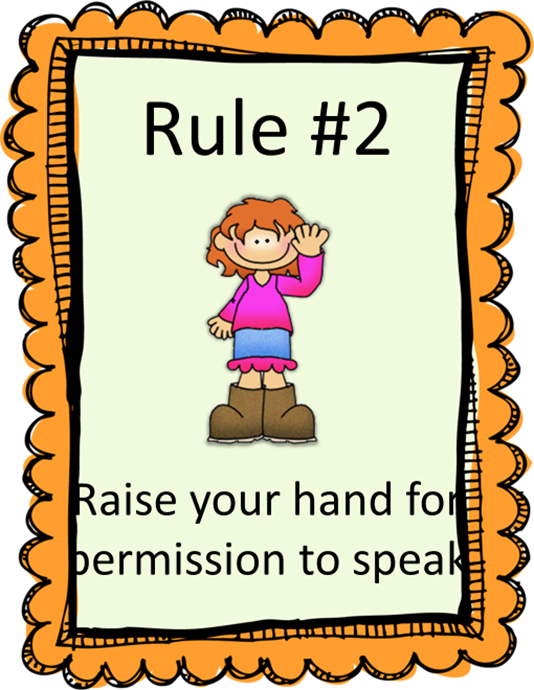 Rule #2
Raise your hand for
permission to speak.